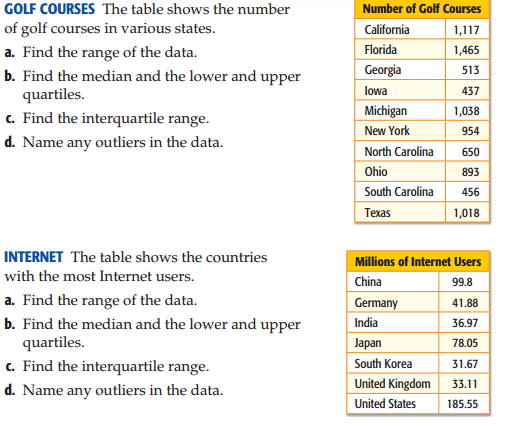 GOLF COURSES The table shows the number
of golf courses in various states.
a. Find the range of the data.
b. Find the median and the lower and upper
quartiles.
c. Find the interquartile range.
d. Name any outliers in the data.
Number of Golf Courses
California 1,117
Florida 1,465
Georgia 513
Iowa 437
Michigan 1,038
New York 954
North Carolina 650
Ohio 893
South Carolina 456
Texas 1,018
INTERNET The table shows the countries
with the most Internet users.
a. Find the range of the data.
b. Find the median and the lower and upper
quartiles.
c. Find the interquartile range.
d. Name any outliers in the data.
Millions of Internet Users
China 99.8
Germany 41.88
India 36.97
Japan 78.05
South Korea 31.67
United Kingdom 33.11
United States 185.55